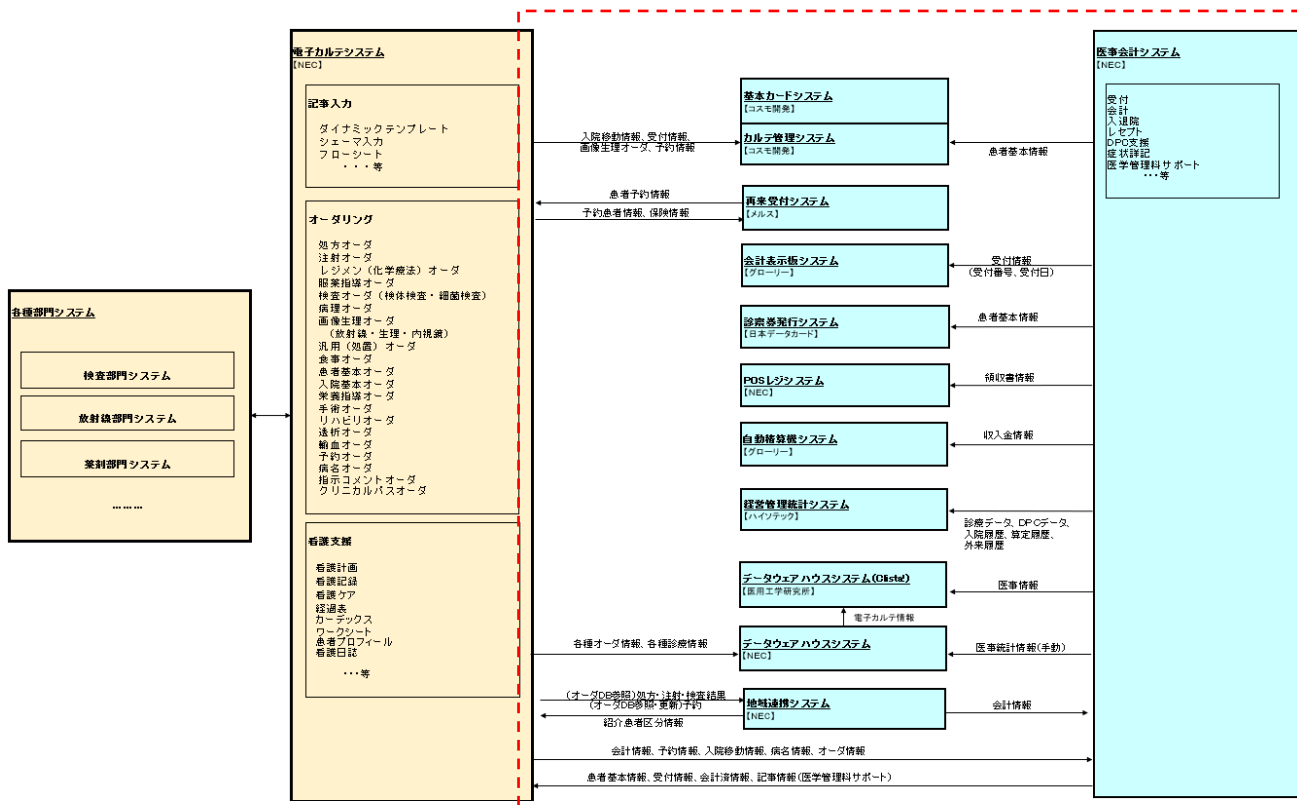 各種部門システム
検査部門システム
放射線部門システム
薬剤部門システム
………
電子カルテシステム
【NEC】
記事入力
ダイナミックテンプレート
シェーマ入力
フローシート
・・・等
オーダリング
処方オーダ
注射オーダ
レジメン（化学療法）オーダ
服薬指導オーダ
検査オーダ（検体検査・細菌検査）
病理オーダ
画像生理オーダ
（放射線・生理・内視鏡）
汎用（処置）オーダ
食事オーダ
患者基本オーダ
入院基本オーダ
栄養指導オーダ
手術オーダ
リハビリオーダ
透析オーダ
輸血オーダ
予約オーダ
病名オーダ
指示コメントオーダ
クリニカルパスオーダ
看護支援
看護計画
看護記録
看護ケア
経過表
カーデックス
ワークシート
患者プロフィール
看護日誌
・・・等
入院移動情報、受付情報、
画像生理オーダ、予約情報
患者予約情報
予約患者情報、保険情報
各種オーダ情報、各種診療情報
(オーダDB参照)処方・注射・検査結果
(オーダDB参照・更新)予約
紹介患者区分情報
会計情報、予約情報、入院移動情報、病名情報、オーダ情報
患者基本情報、受付情報、会計済情報、記事情報(医学管理科サポート)
基本カードシステム
【コスモ開発】
カルテ管理システム
【コスモ開発】
再来受付システム
【メルス】
会計表示板システム
【グローリー】
診察券発行システム
【日本データカード】
POSレジシステム
【NEC】
自動精算機システム
【グローリー】
経営管理統計システム
【ハイソテック】
データウェアハウスシステム(Clista!)
【医用工学研究所】
電子カルテ情報
データウェアハウスシステム
【NEC】
地域連携システム
【NEC】
患者基本情報
受付情報
(受付番号、受付日)
患者基本情報
領収書情報
収入金情報
診療データ、DPCデータ、
入院履歴、算定履歴、
外来履歴
医事情報
医事統計情報(手動)
会計情報
医事会計システム
【NEC】
受付
会計
入退院
レセプト
DPC支援
症状詳記
医学管理科サポート
・・・等